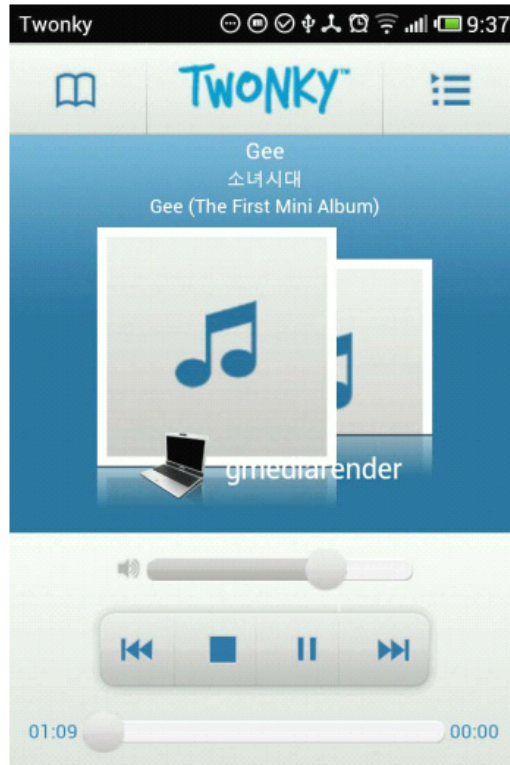 Twonky
9:37
TWONKY™
Gee
소녀시대
Gee (The First Mini Album)
gmediarender
01:09
00:00